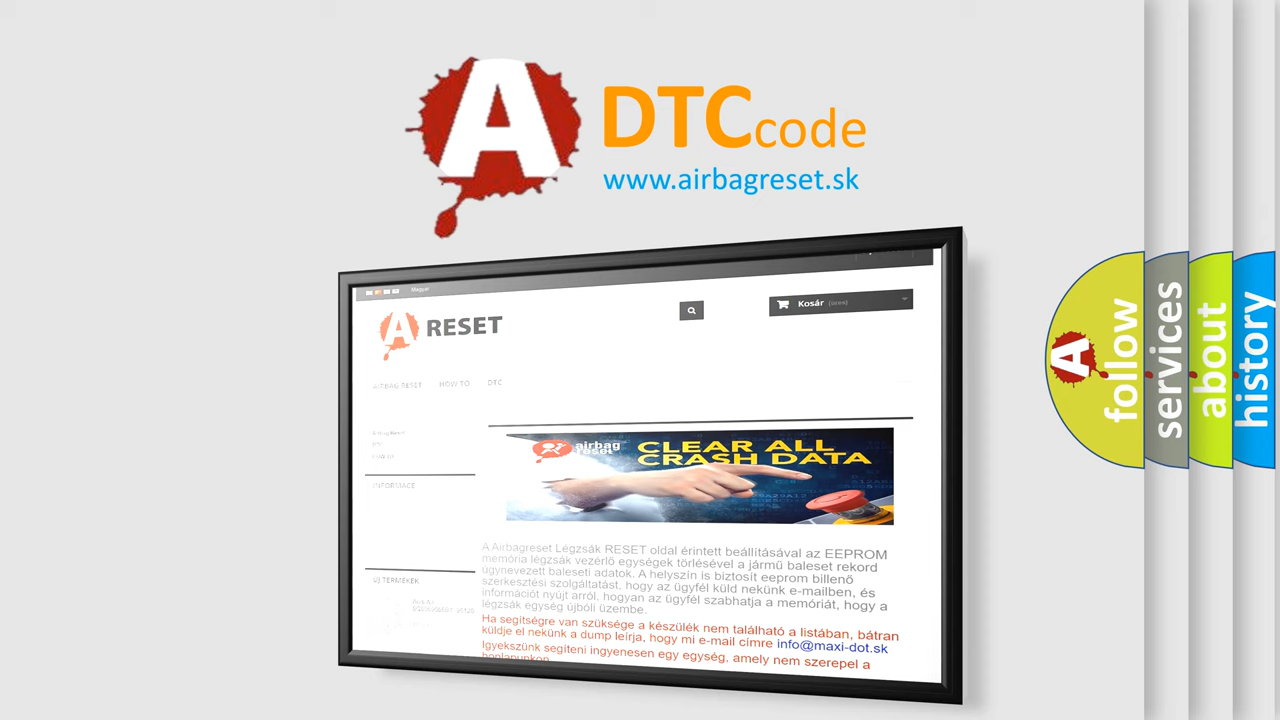 A
DTCcode
www.airbagreset.sk
Magyar
A RESET
Kosár (üres)
AIRBAG RESET HOW TO DTC
Airbag Reset
DTC
INFORMACE
airbag
reset
CLEAR ALL
CRASH DATA
A Airbagreset Légzsák RESET oldal érintett beállításával az EEPROM
memória légzsák vezérlő egységek törlésével a jármű baleset rekord
úgynevezett baleseti adatok. A helyszín is biztosít eeprom billenő
szerkesztési szolgáltatást, hogy az ügyfél küld nekünk e-mailben, és
információt nyújt arról, hogyan az ügyfél szabhatja a memóriát, hogy a
légzsák egység újbóli üzembe.
Ha segítségre van szüksége a készülék nem található a listában, bátran
küldje el nekünk a dump leírja, hogy mi e-mail címre info@maxi-dot.sk
Igyekszünk segíteni ingyenesen egy egység, amely nem szerepel a
honlapunkon
ÚJ TERMÉKEK
A
follow
services
about
history